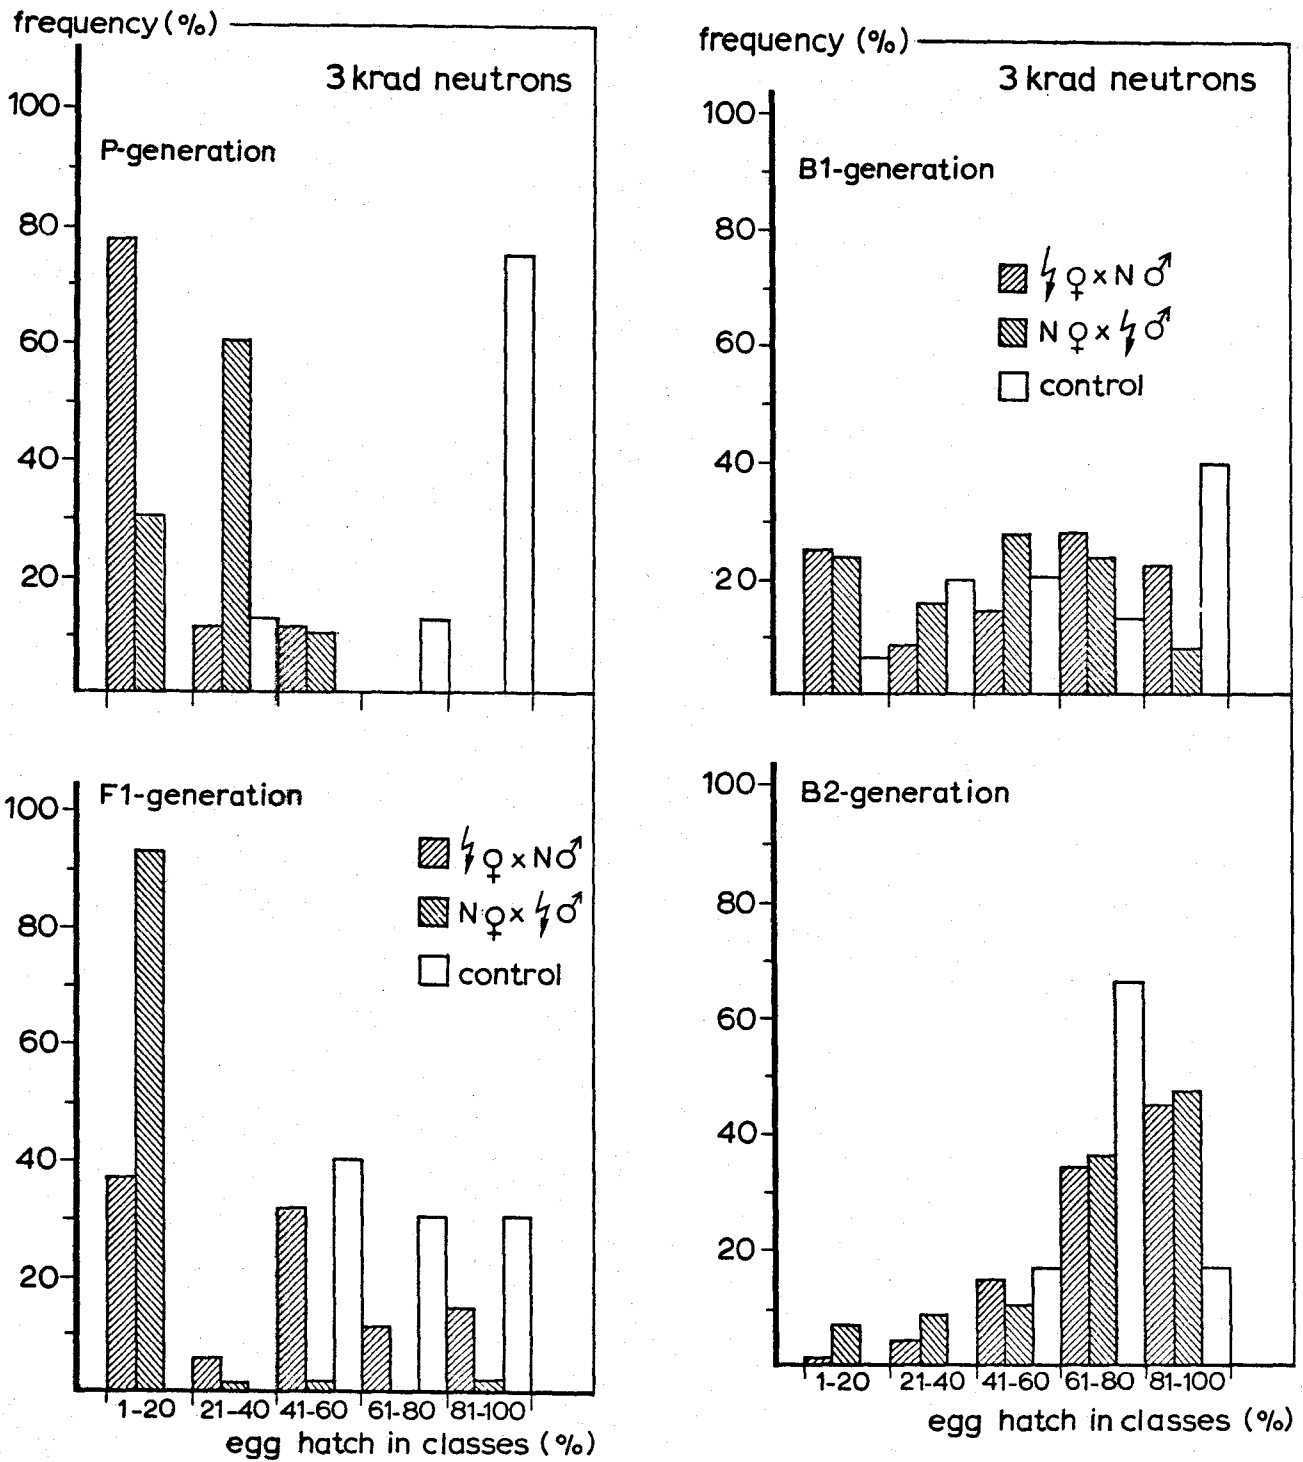 frequency (%)
3 krad neutrons
P-generation
100
80
60
40
20
frequency (%)
3 krad neutrons
B1-generation
100
80
60
40
20
⚡ ♀ x N ♂
N ♀ x ⚡ ♂
control
F1-generation
100
80
60
40
20
⚡ ♀ x N ♂
N ♀ x ⚡ ♂
control
1-20 21-40 41-60 61-80 81-100
egg hatch in classes (%)
B2-generation
100
80
60
40
20
1-20 21-40 41-60 61-80 81-100
egg hatch in classes (%)